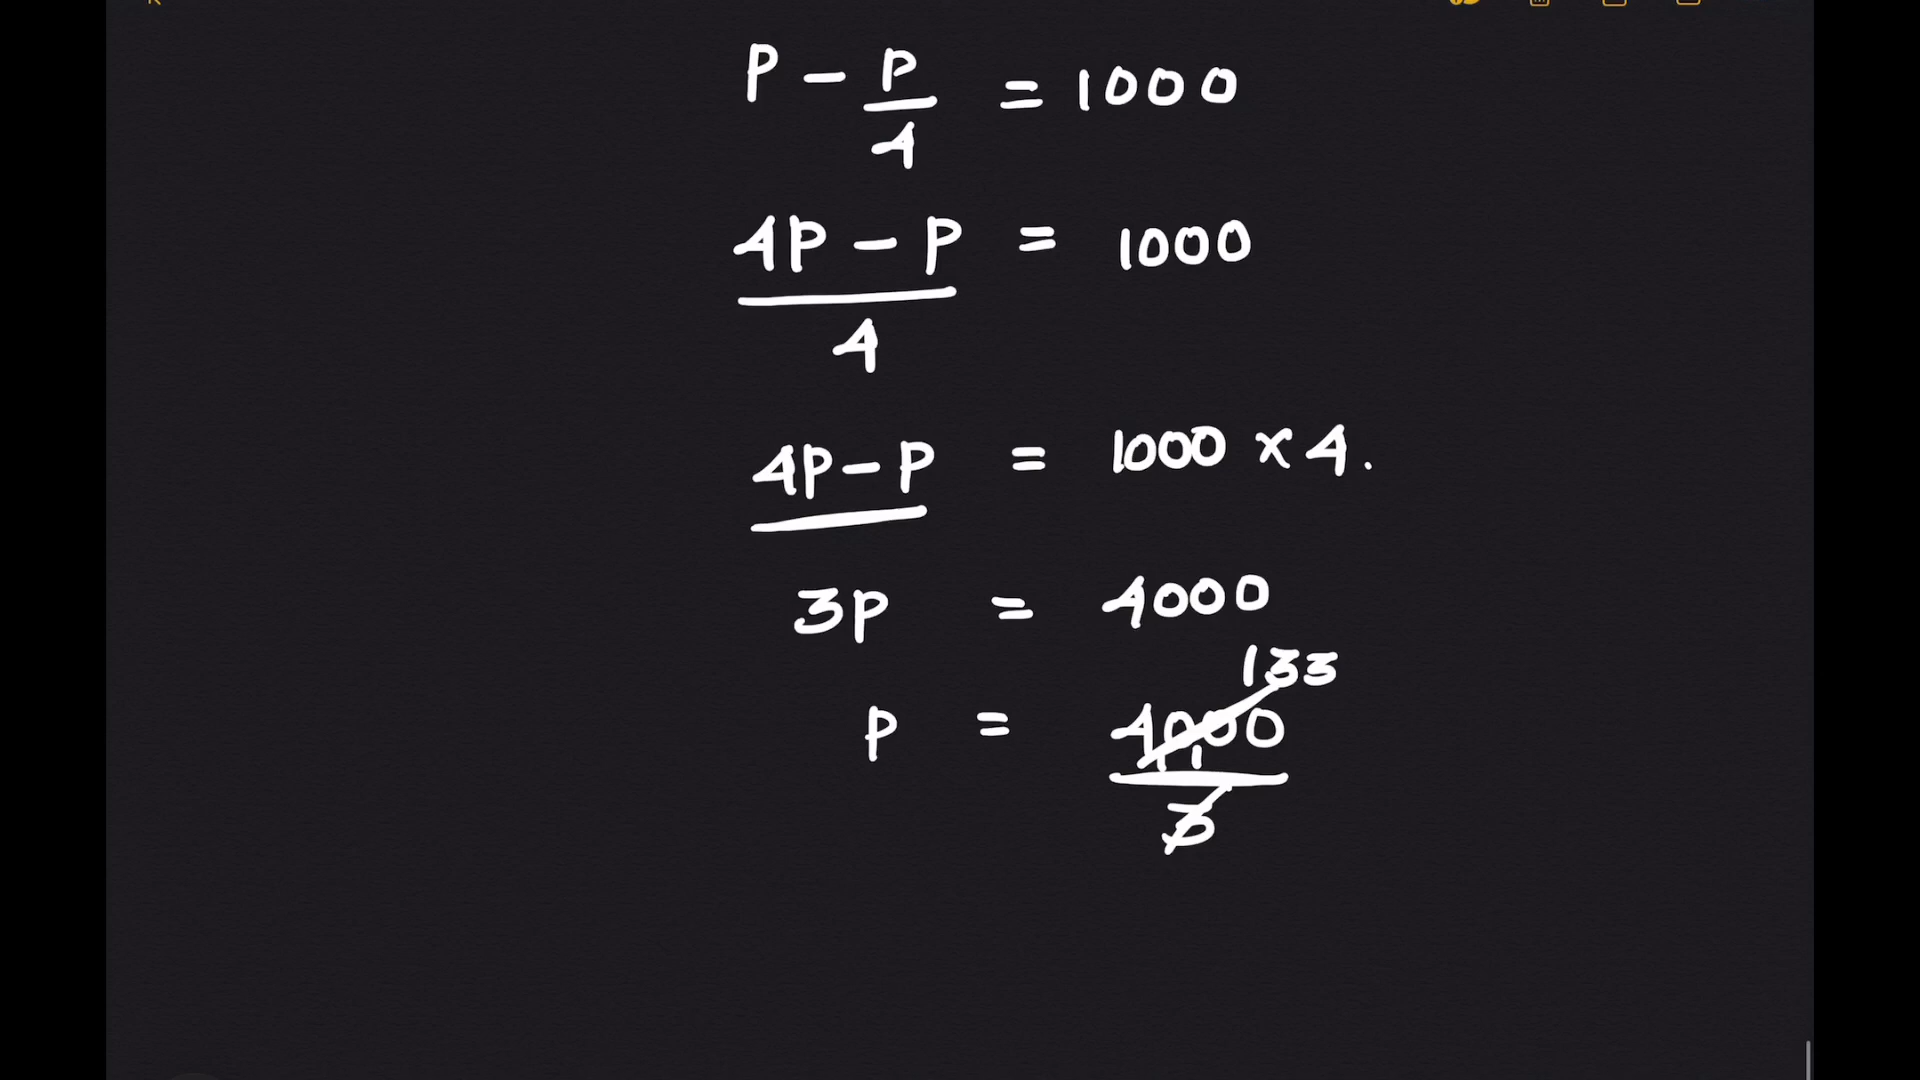 P - P/4 = 1000
4P - P / 4 = 1000
4P - P = 1000 x 4.
3P = 4000
133
P = 4000/3